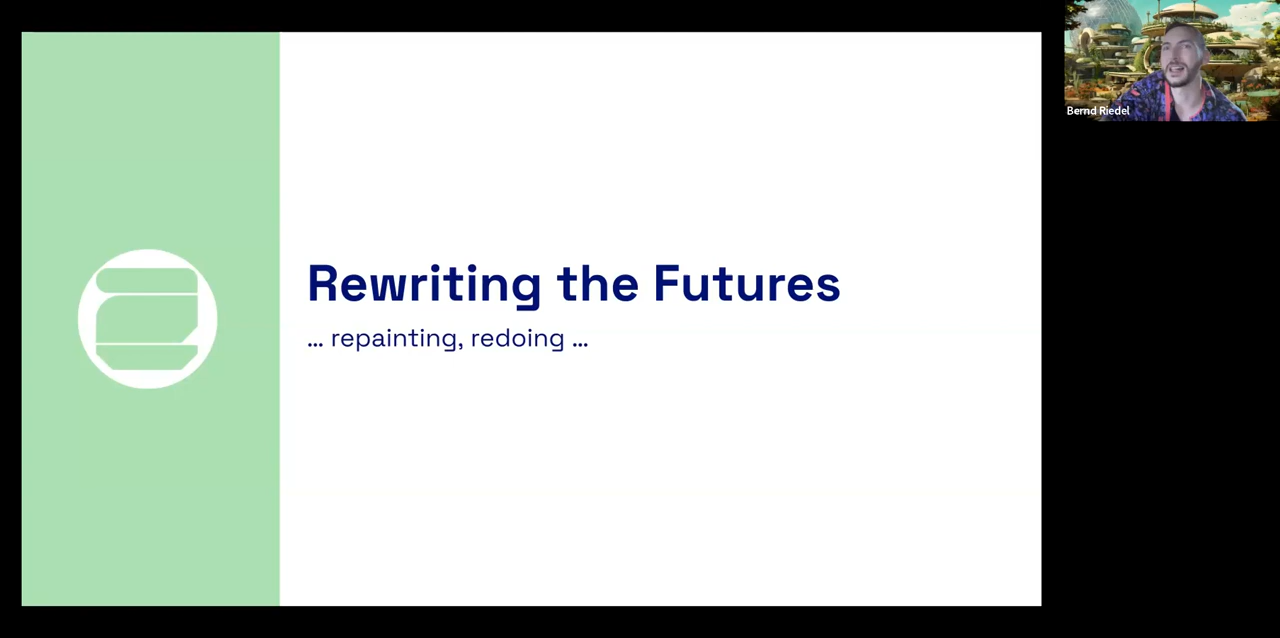 Rewriting the Futures
... repainting, redoing ...
Bernd Riedel